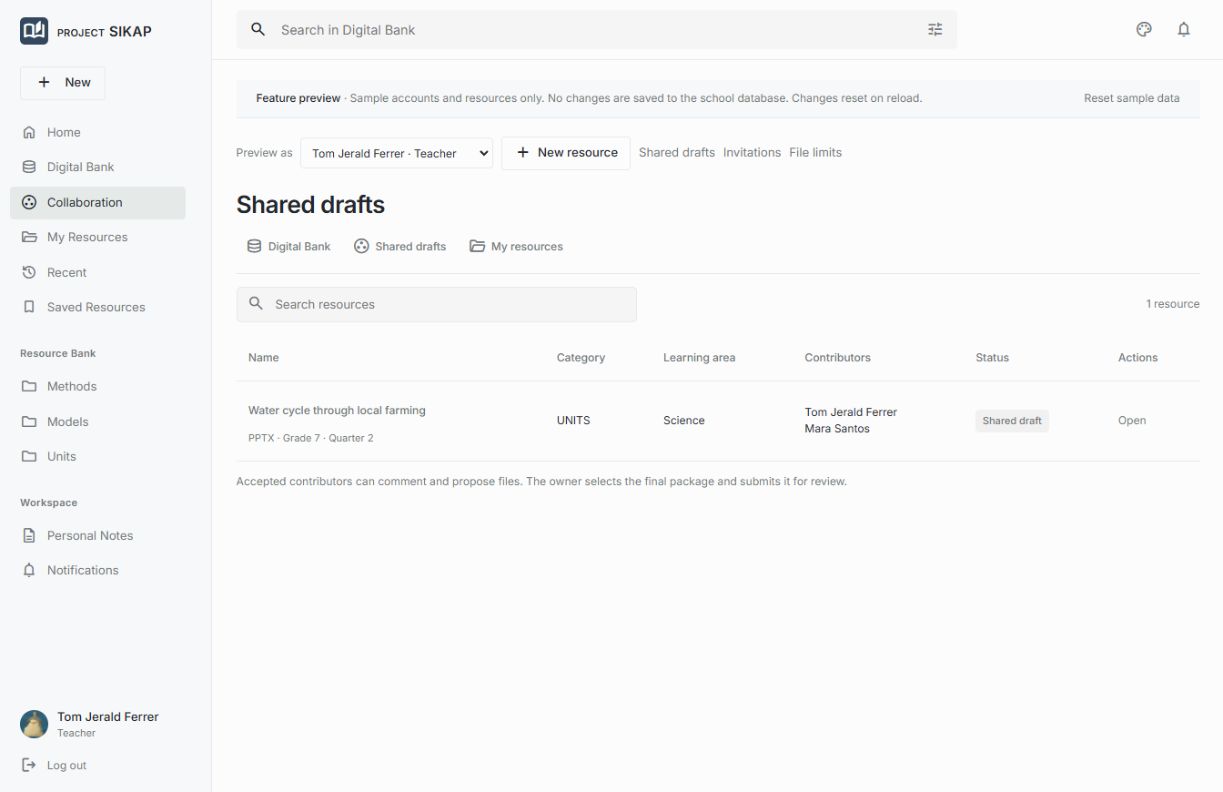 PROJECT SIKAP
Search in Digital Bank
New
Home
Digital Bank
Collaboration
My Resources
Recent
Saved Resources
Resource Bank
Methods
Models
Units
Workspace
Personal Notes
Notifications
Tom Jerald Ferrer
Teacher
Log out
Feature preview · Sample accounts and resources only. No changes are saved to the school database. Changes reset on reload. Reset sample data
Preview as Tom Jerald Ferrer · Teacher New resource Shared drafts Invitations File limits
Shared drafts
Digital Bank Shared drafts My resources
Search resources 1 resource
Name Category Learning area Contributors Status Actions
Water cycle through local farming
PPTX · Grade 7 · Quarter 2
UNITS
Science
Tom Jerald Ferrer
Mara Santos
Shared draft
Open
Accepted contributors can comment and propose files. The owner selects the final package and submits it for review.